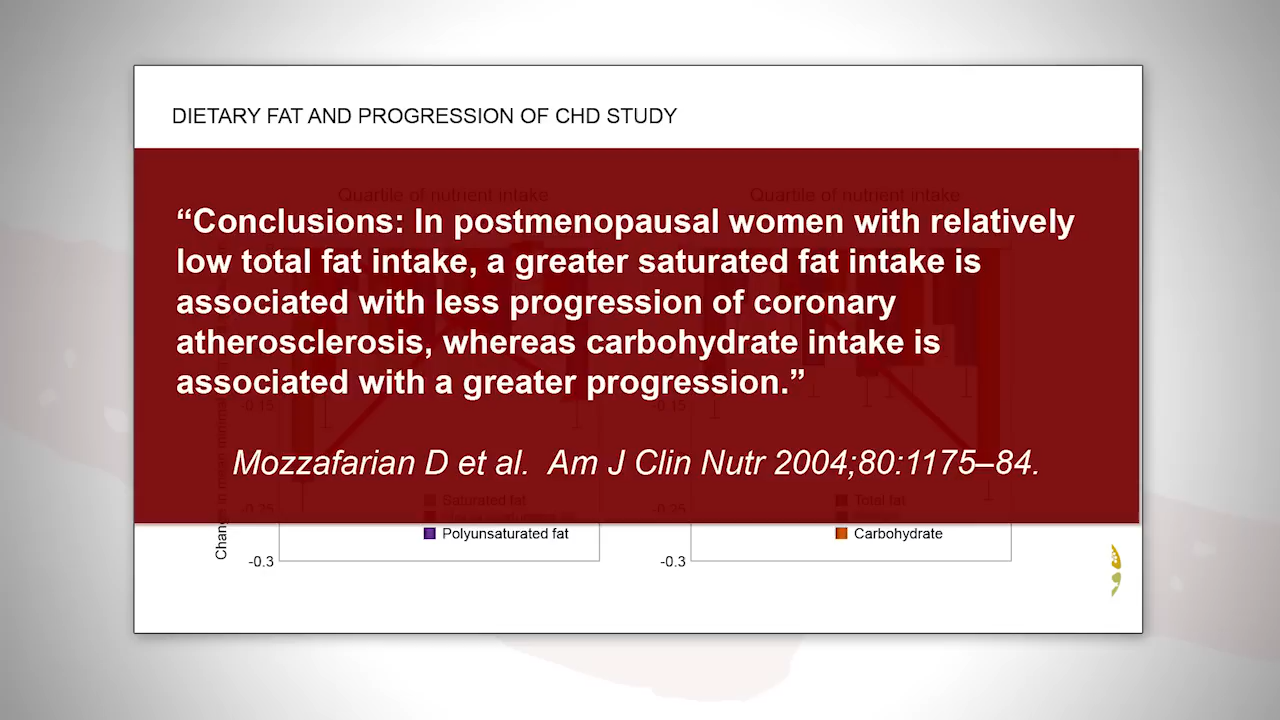 DIETARY FAT AND PROGRESSION OF CHD STUDY
Quartile of nutrient intake
Quartile of nutrient intake
“Conclusions: In postmenopausal women with relatively
low total fat intake, a greater saturated fat intake is
associated with less progression of coronary
atherosclerosis, whereas carbohydrate intake is
associated with a greater progression.”
-0.15
-0.15
Mozzafarian D et al. Am J Clin Nutr 2004;80:1175–84.
Saturated fat
Total fat
-0.25
-0.25
Polyunsaturated fat
Carbohydrate
Change in mean
-0.3
-0.3